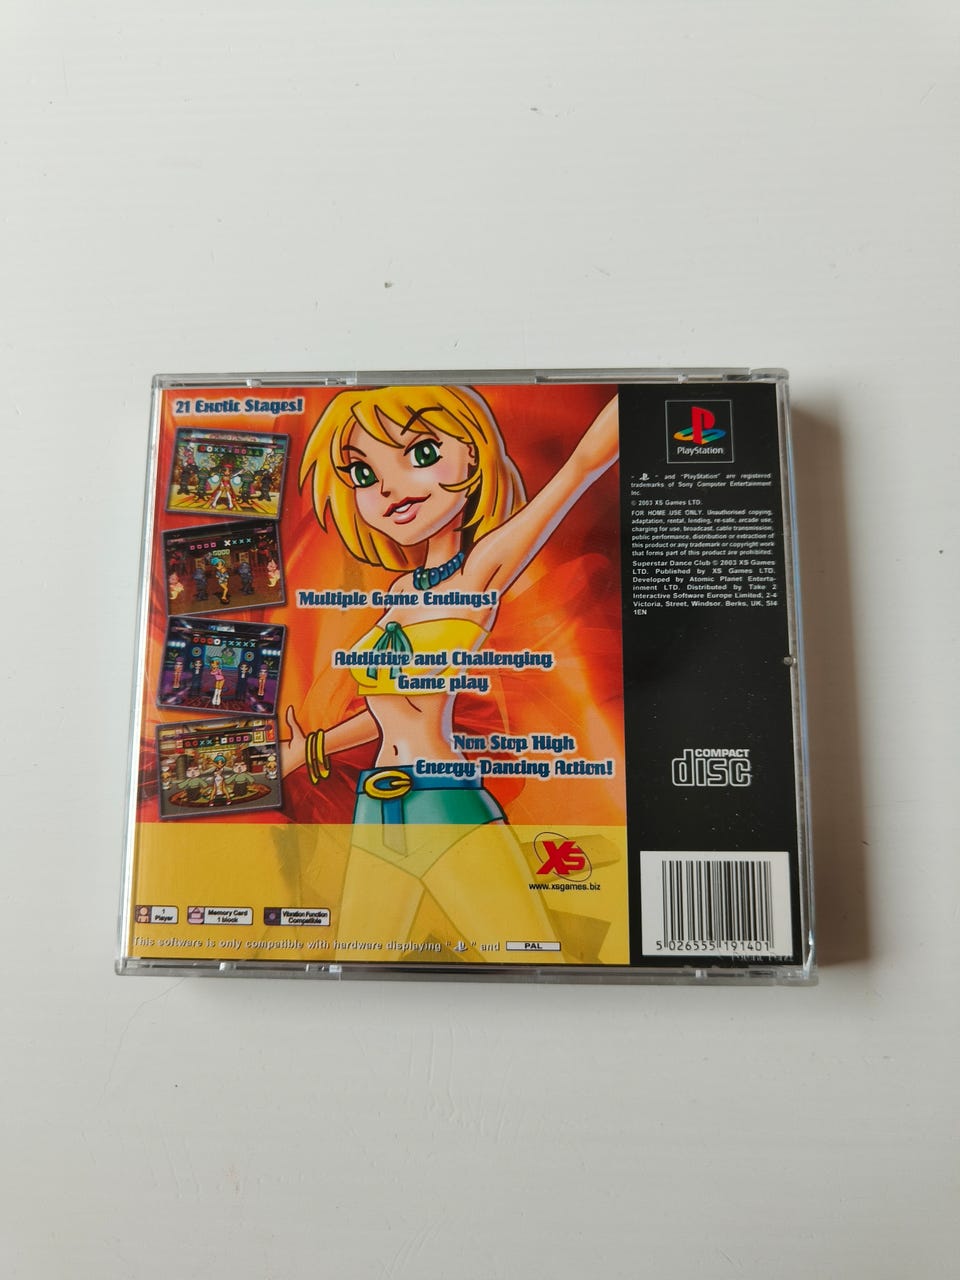 21 Exotic Stages!
Multiple Game Endings!
Addictive and Challenging
Game play
Non Stop High
Energy Dancing Action!
XS
www.xsgames.biz
1
Player
Memory Card
1 block
Vibration Function
Compatible
This software is only compatible with hardware displaying " " and PAL
PlayStation
" " and "PlayStation" are registered
trademarks of Sony Computer Entertainment
Inc.
© 2003 XS Games LTD.
FOR HOME USE ONLY. Unauthorised copying,
adaptation, rental, lending, re-sale, arcade use,
charging for use, broadcast, cable transmission,
public performance, distribution or extraction of
this product or any trademark or copyright work
that forms part of this product are prohibited.
Superstar Dance Club © 2003 XS Games
LTD. Published by XS Games LTD.
Developed by Atomic Planet Enterta-
inment LTD. Distributed by Take 2
Interactive Software Europe Limited, 2-4
Victoria, Street, Windsor. Berks, UK, Sl4
1EN
COMPACT
disc
5 026555 191401